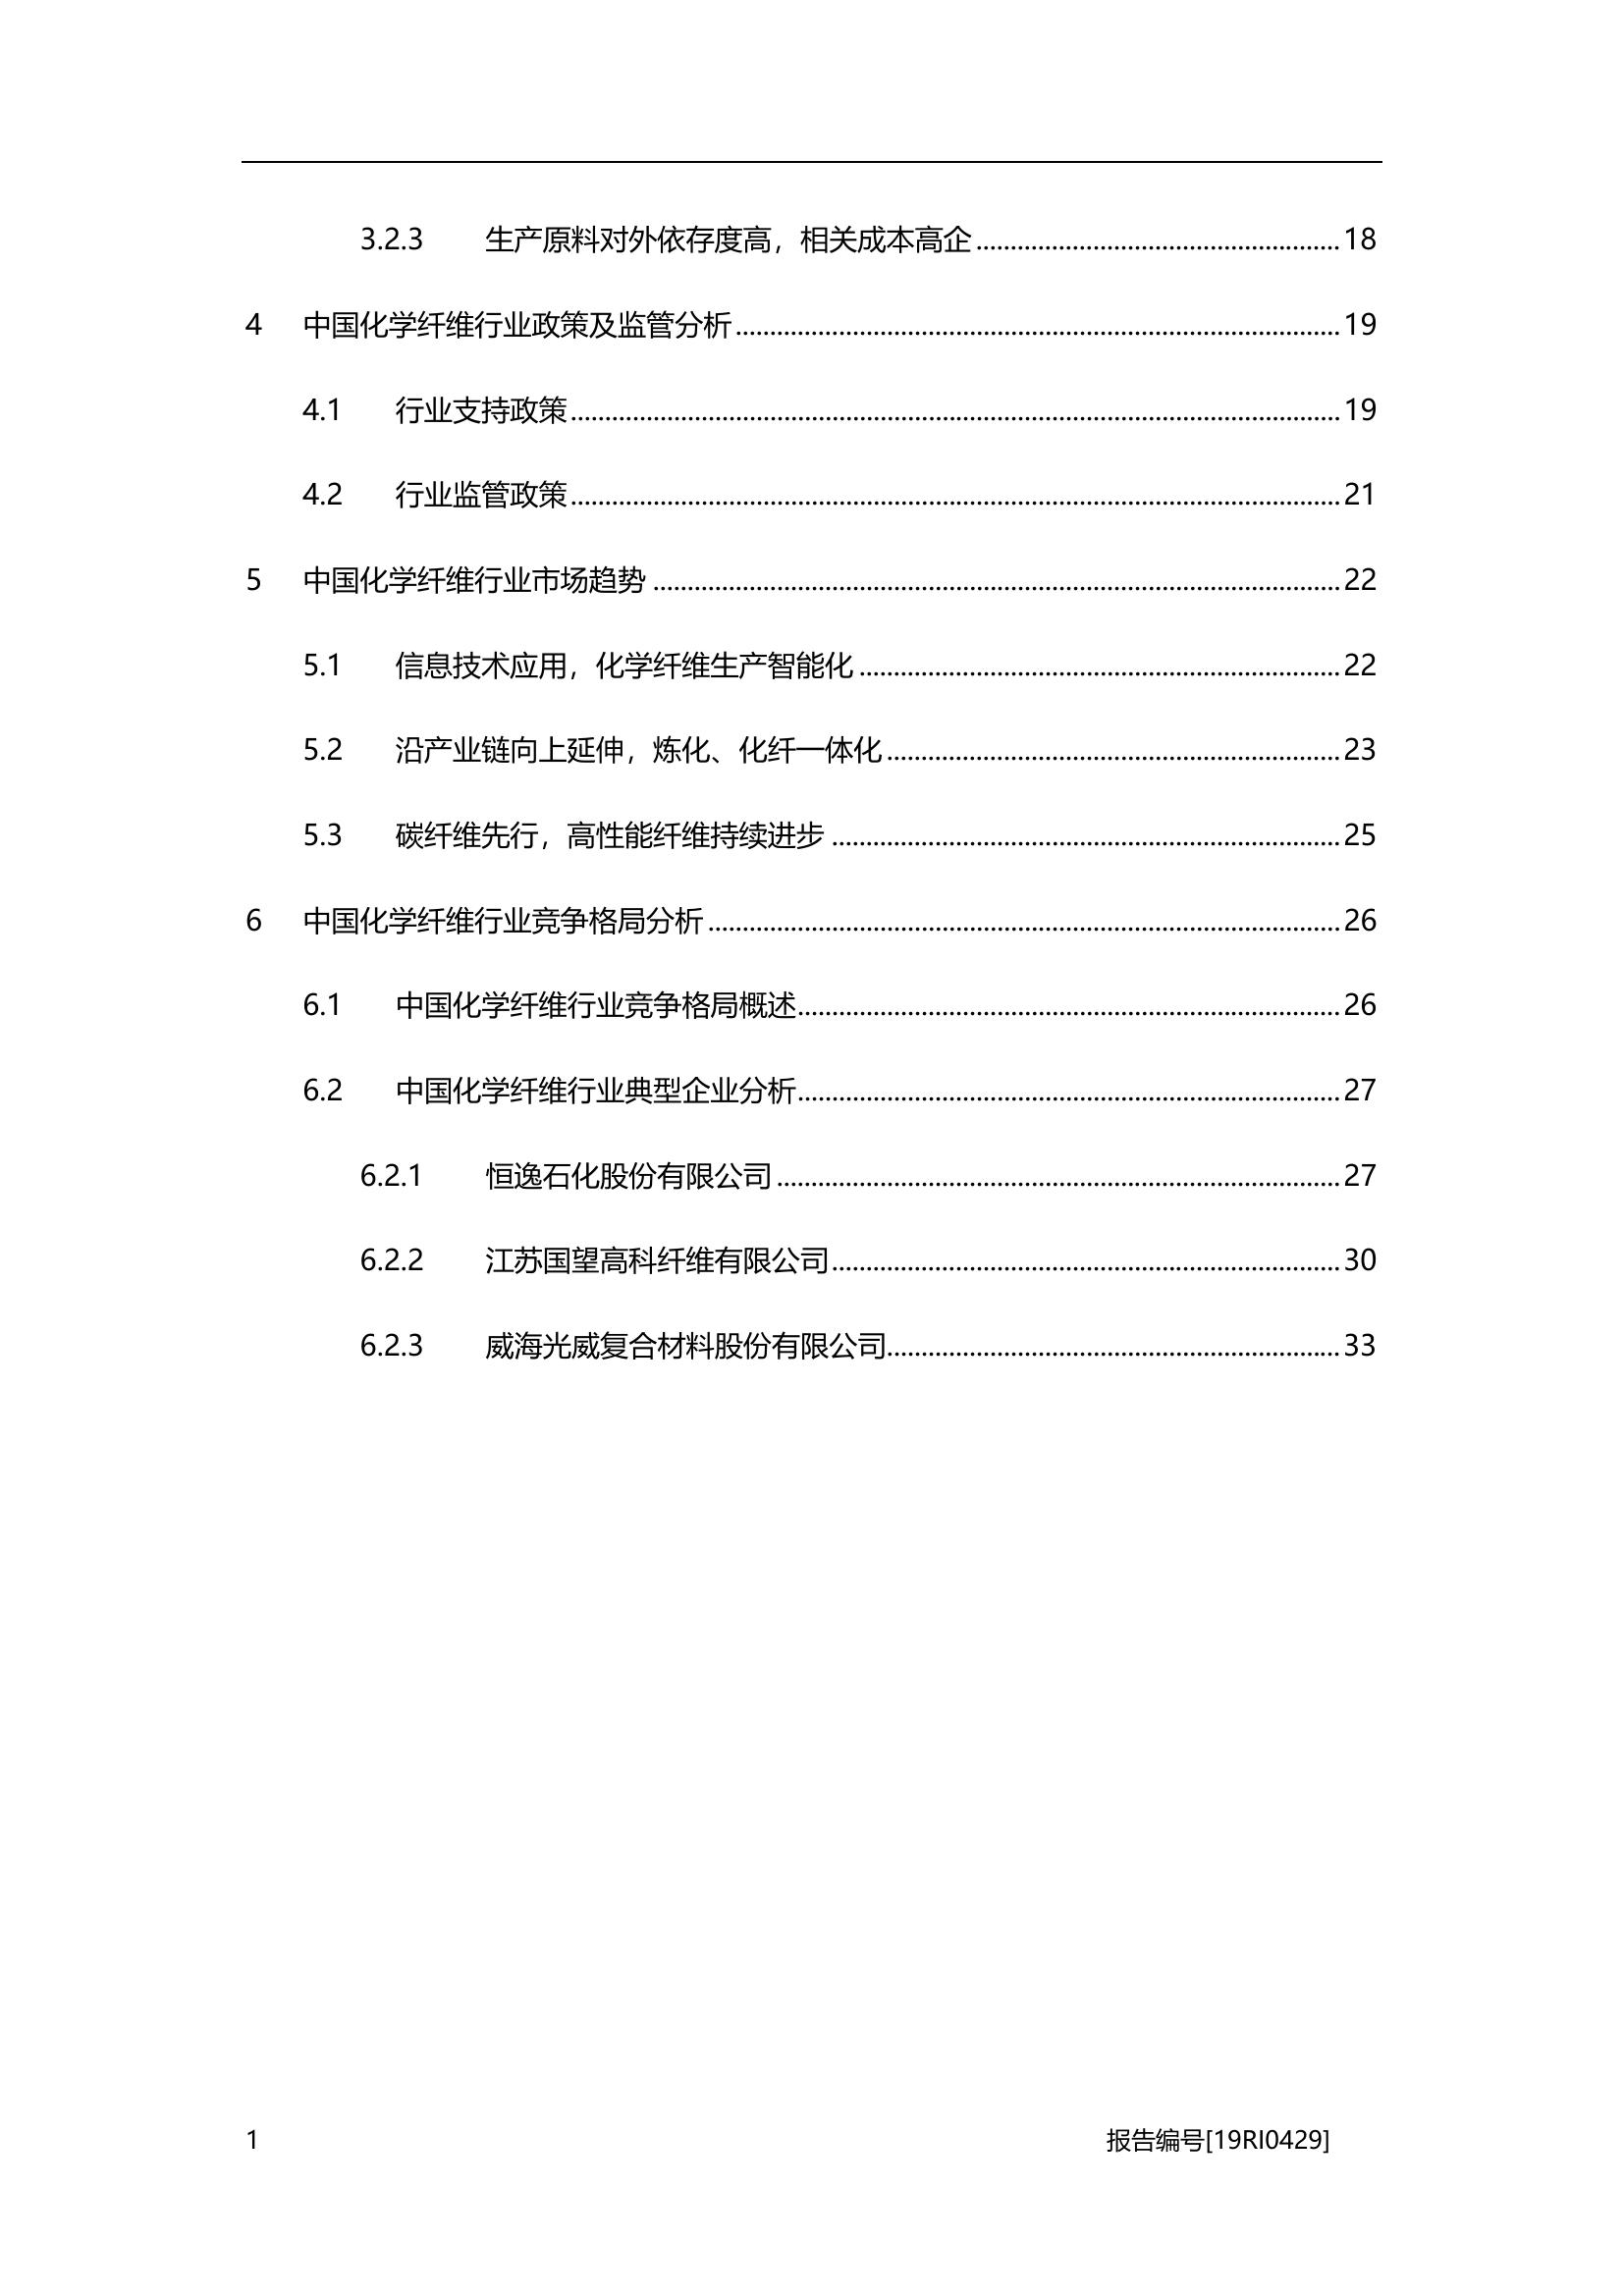 3.2.3 生产原料对外依存度高，相关成本高企 ........ 18
4 中国化学纤维行业政策及监管分析 ........ 19
4.1 行业支持政策 ........ 19
4.2 行业监管政策 ........ 21
5 中国化学纤维行业市场趋势 ........ 22
5.1 信息技术应用，化学纤维生产智能化 ........ 22
5.2 沿产业链向上延伸，炼化、化纤一体化 ........ 23
5.3 碳纤维先行，高性能纤维持续进步 ........ 25
6 中国化学纤维行业竞争格局分析 ........ 26
6.1 中国化学纤维行业竞争格局概述 ........ 26
6.2 中国化学纤维行业典型企业分析 ........ 27
6.2.1 恒逸石化股份有限公司 ........ 27
6.2.2 江苏国望高科纤维有限公司 ........ 30
6.2.3 威海光威复合材料股份有限公司 ........ 33
1 报告编号[19RI0429]